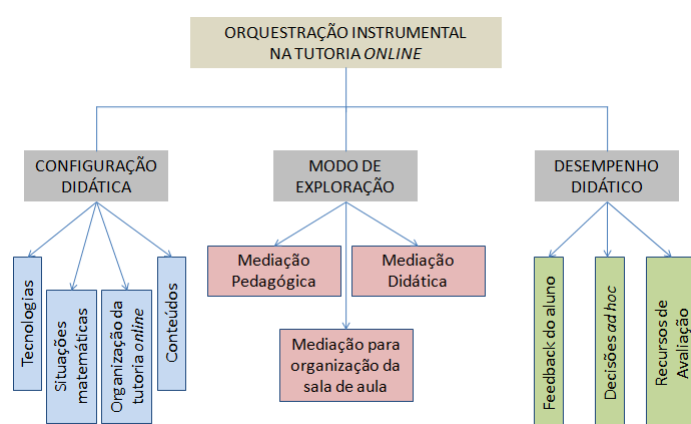 ORQUESTRAÇÃO INSTRUMENTAL
NA TUTORIA ONLINE
CONFIGURAÇÃO
DIDÁTICA
MODO DE
EXPLORAÇÃO
DESEMPENHO
DIDÁTICO
Tecnologias
Situações
matemáticas
Organização da
tutoria online
Conteúdos
Mediação
Pedagógica
Mediação
Didática
Mediação para
organização da
sala de aula
Feedback do aluno
Decisões ad hoc
Recursos de
Avaliação